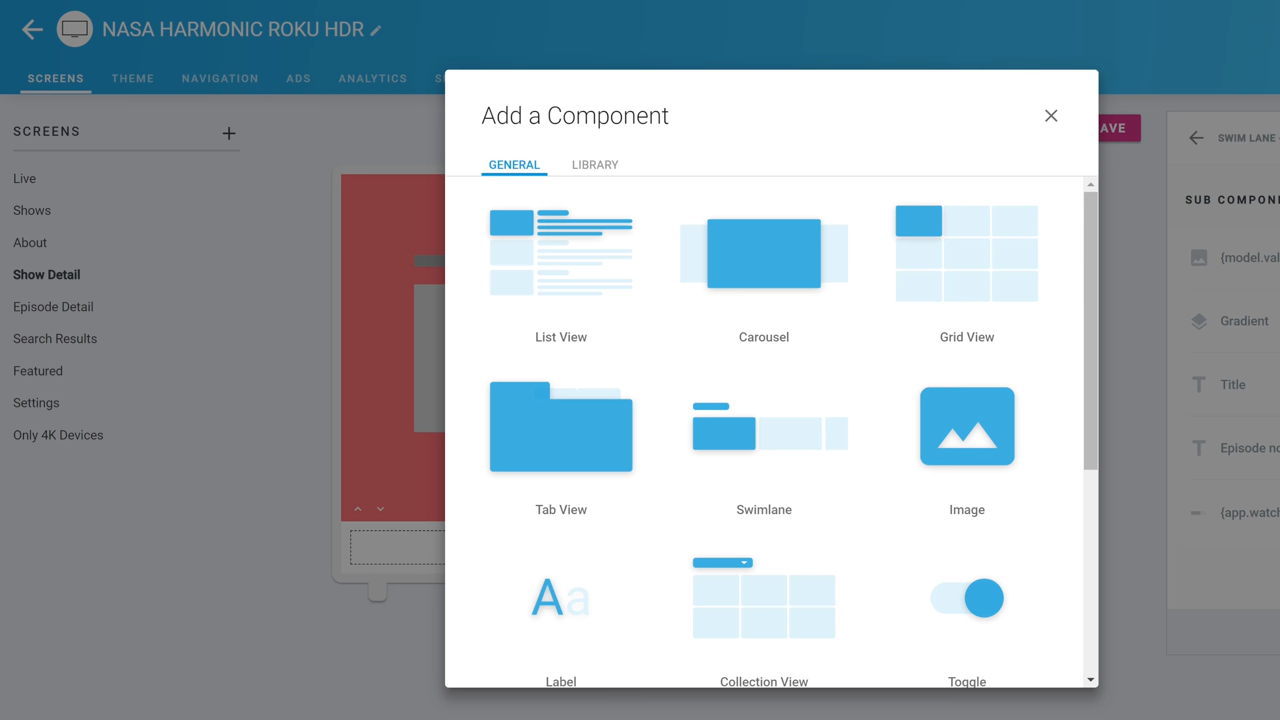 NASA HARMONIC ROKU HDR
SCREENS THEME NAVIGATION ADS ANALYTICS
Add a Component
GENERAL LIBRARY
SCREENS
Live
Shows
About
Show Detail
Episode Detail
Search Results
Featured
Settings
Only 4K Devices
List View Carousel Grid View
Tab View Swimlane Image
Aa
Label Collection View Toggle
AVE
SWIM LANE
SUB COMPON
{model.val
Gradient
Title
Episode no
{app.watch